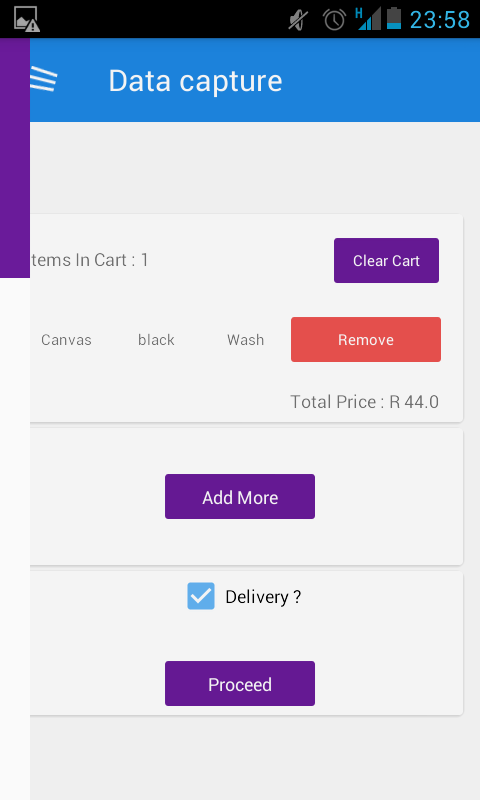 H 23:58
Data capture
tems In Cart : 1
Clear Cart
Canvas black Wash Remove
Total Price : R 44.0
Add More
Delivery ?
Proceed